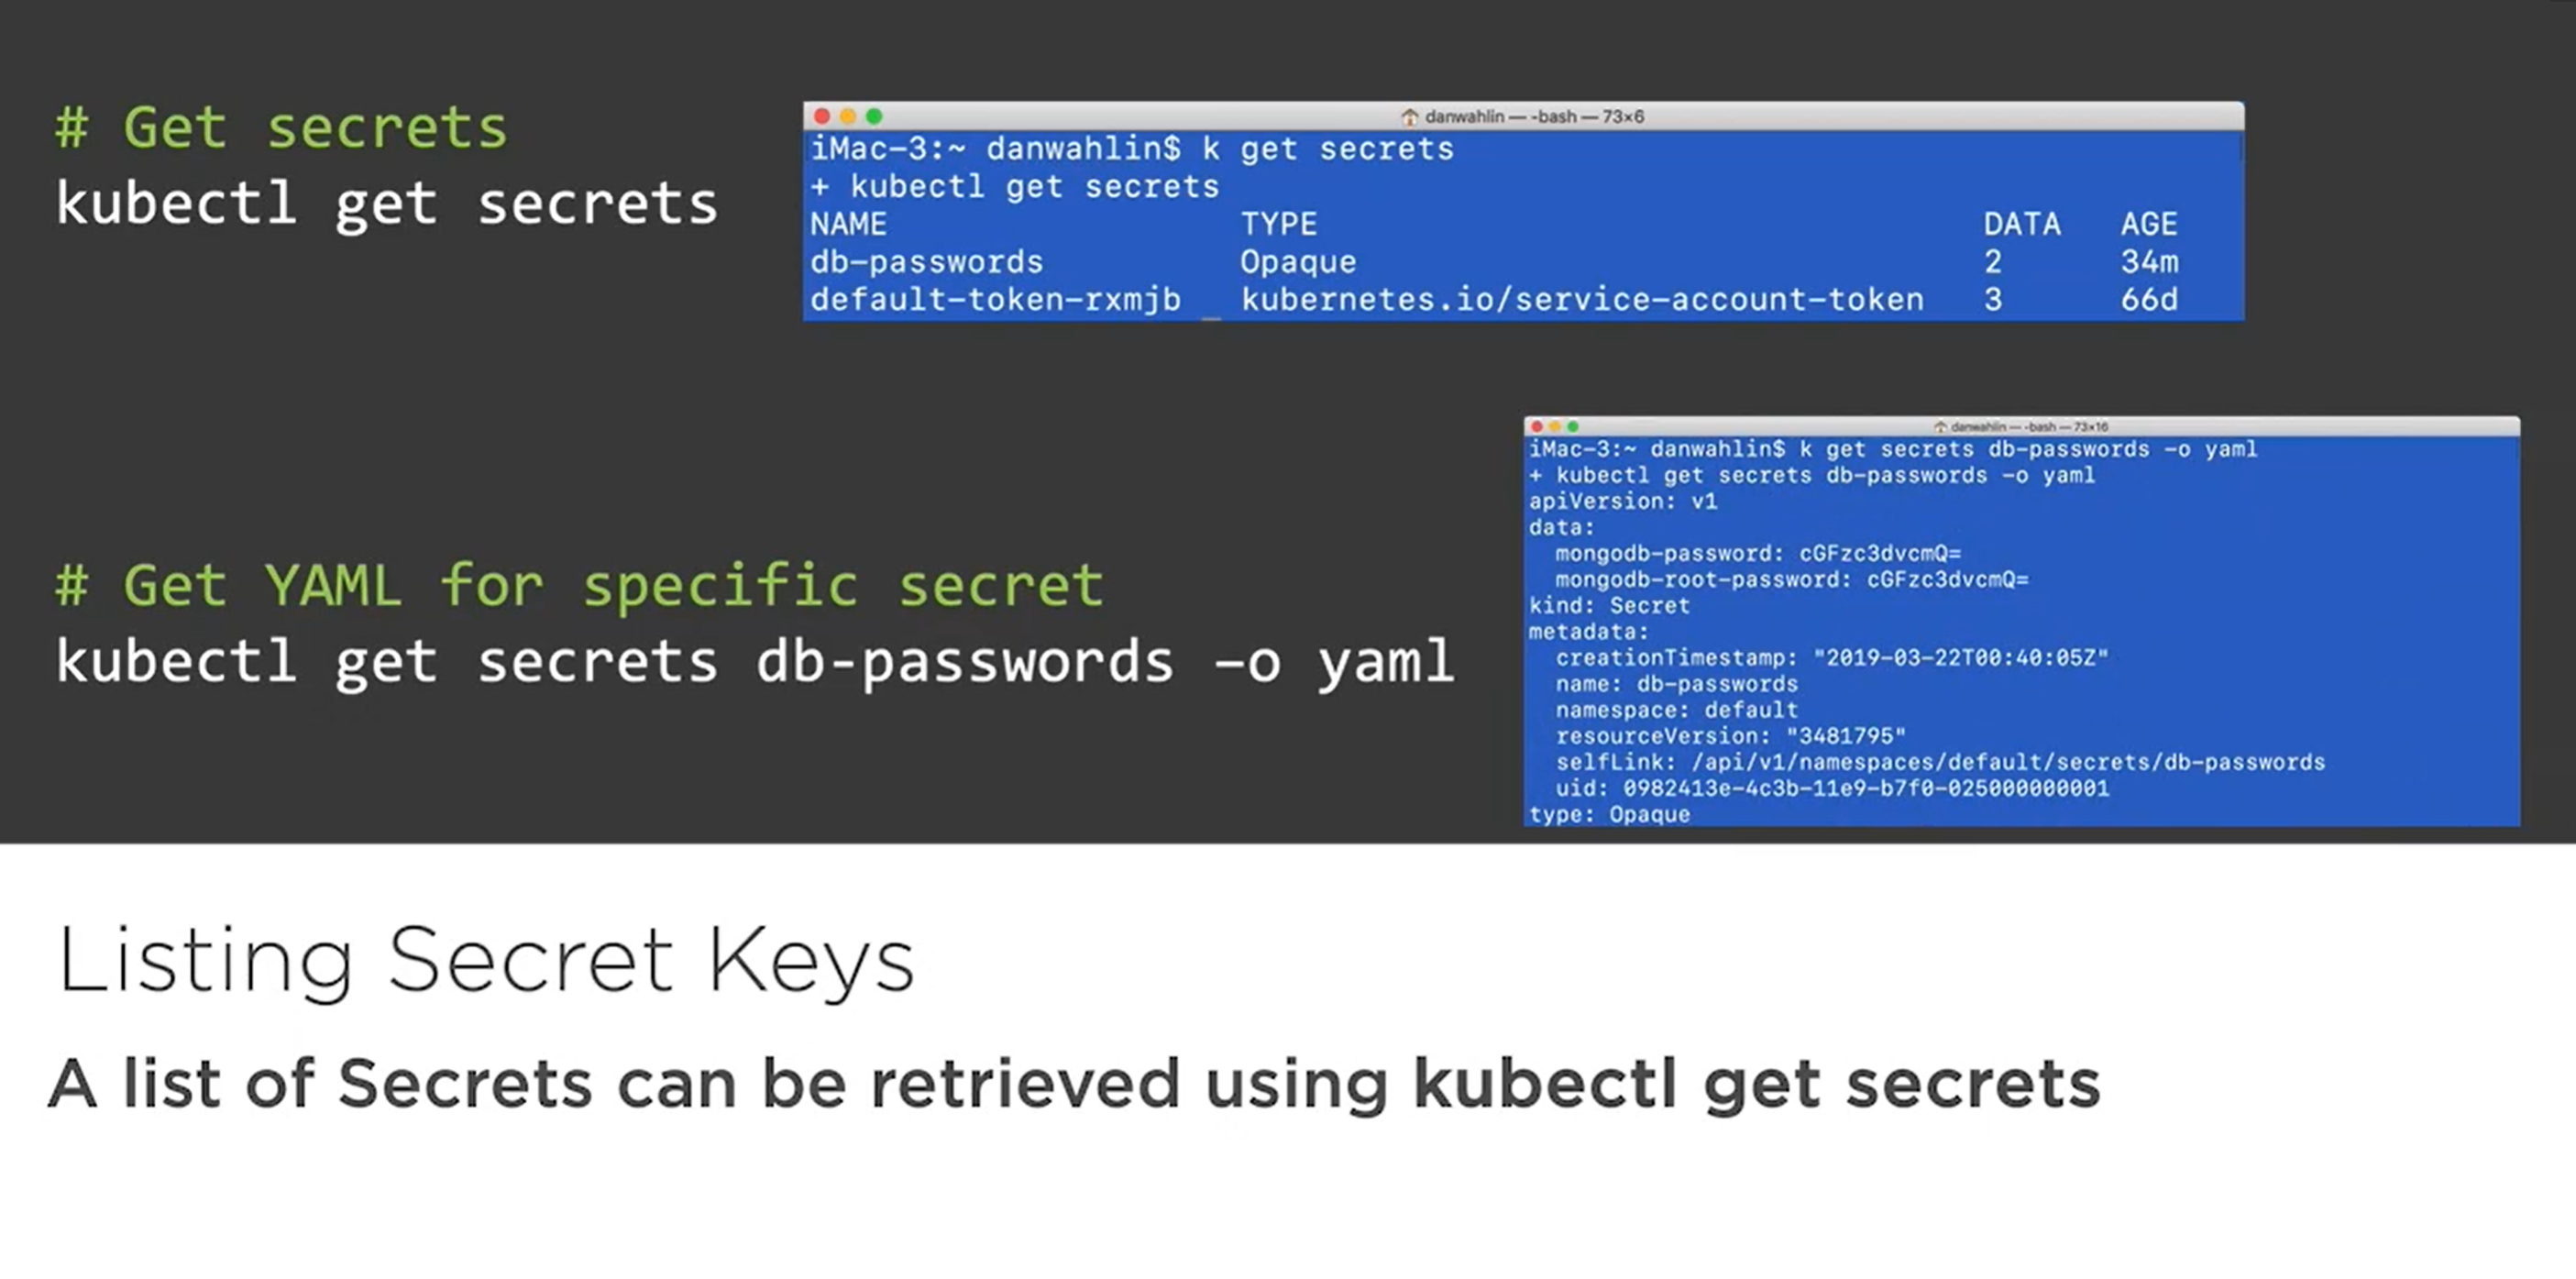 # Get secrets
kubectl get secrets
danwahlin — -bash — 73×6
iMac-3:~ danwahlin$ k get secrets
+ kubectl get secrets
NAME TYPE DATA AGE
db-passwords Opaque 2 34m
default-token-rxmjb kubernetes.io/service-account-token 3 66d
# Get YAML for specific secret
kubectl get secrets db-passwords –o yaml
danwahlin — -bash — 73×16
iMac-3:~ danwahlin$ k get secrets db-passwords -o yaml
+ kubectl get secrets db-passwords -o yaml
apiVersion: v1
data:
  mongodb-password: cGFzc3dvcmQ=
  mongodb-root-password: cGFzc3dvcmQ=
kind: Secret
metadata:
  creationTimestamp: "2019-03-22T00:40:05Z"
  name: db-passwords
  namespace: default
  resourceVersion: "3481795"
  selfLink: /api/v1/namespaces/default/secrets/db-passwords
  uid: 0982413e-4c3b-11e9-b7f0-025000000001
type: Opaque
Listing Secret Keys
A list of Secrets can be retrieved using kubectl get secrets